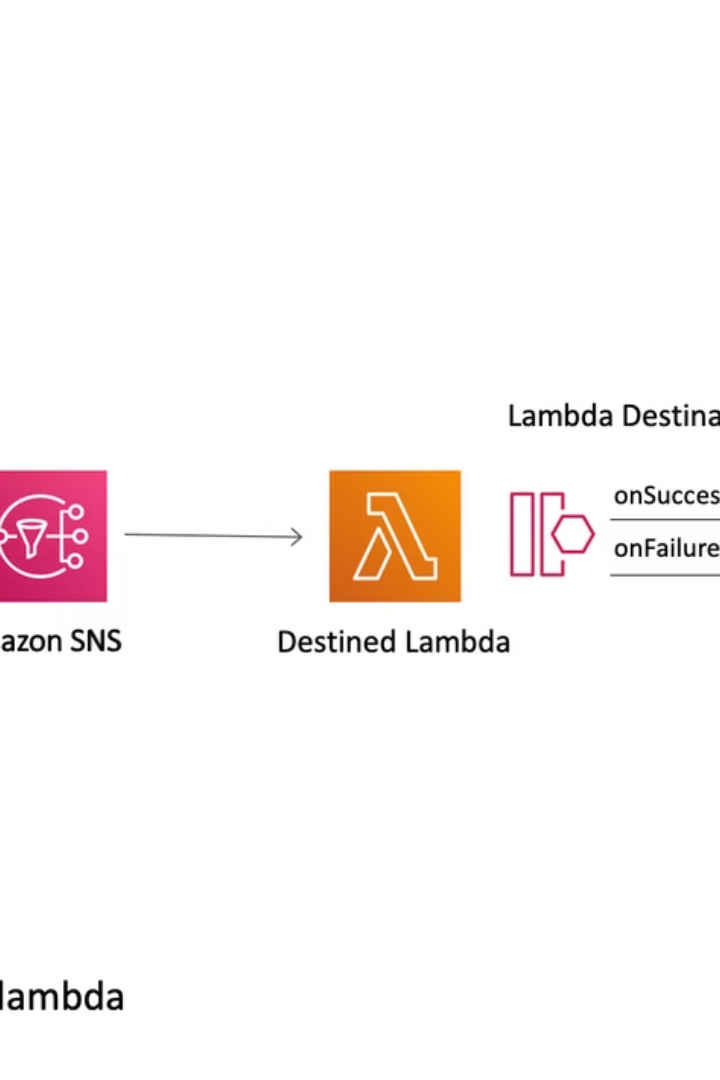 Lambda Destina
onSucces
onFailure
azon SNS
Destined Lambda
lambda